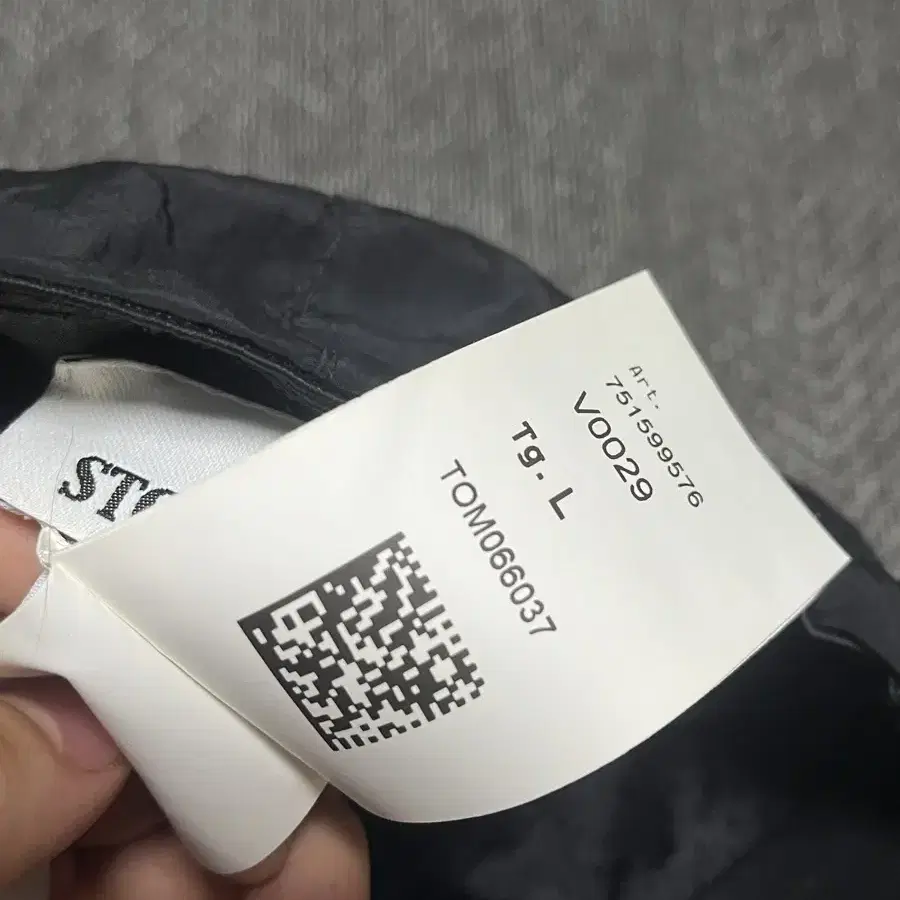 Art.
751599576
V0029
Tg. L
TOM066037
STO